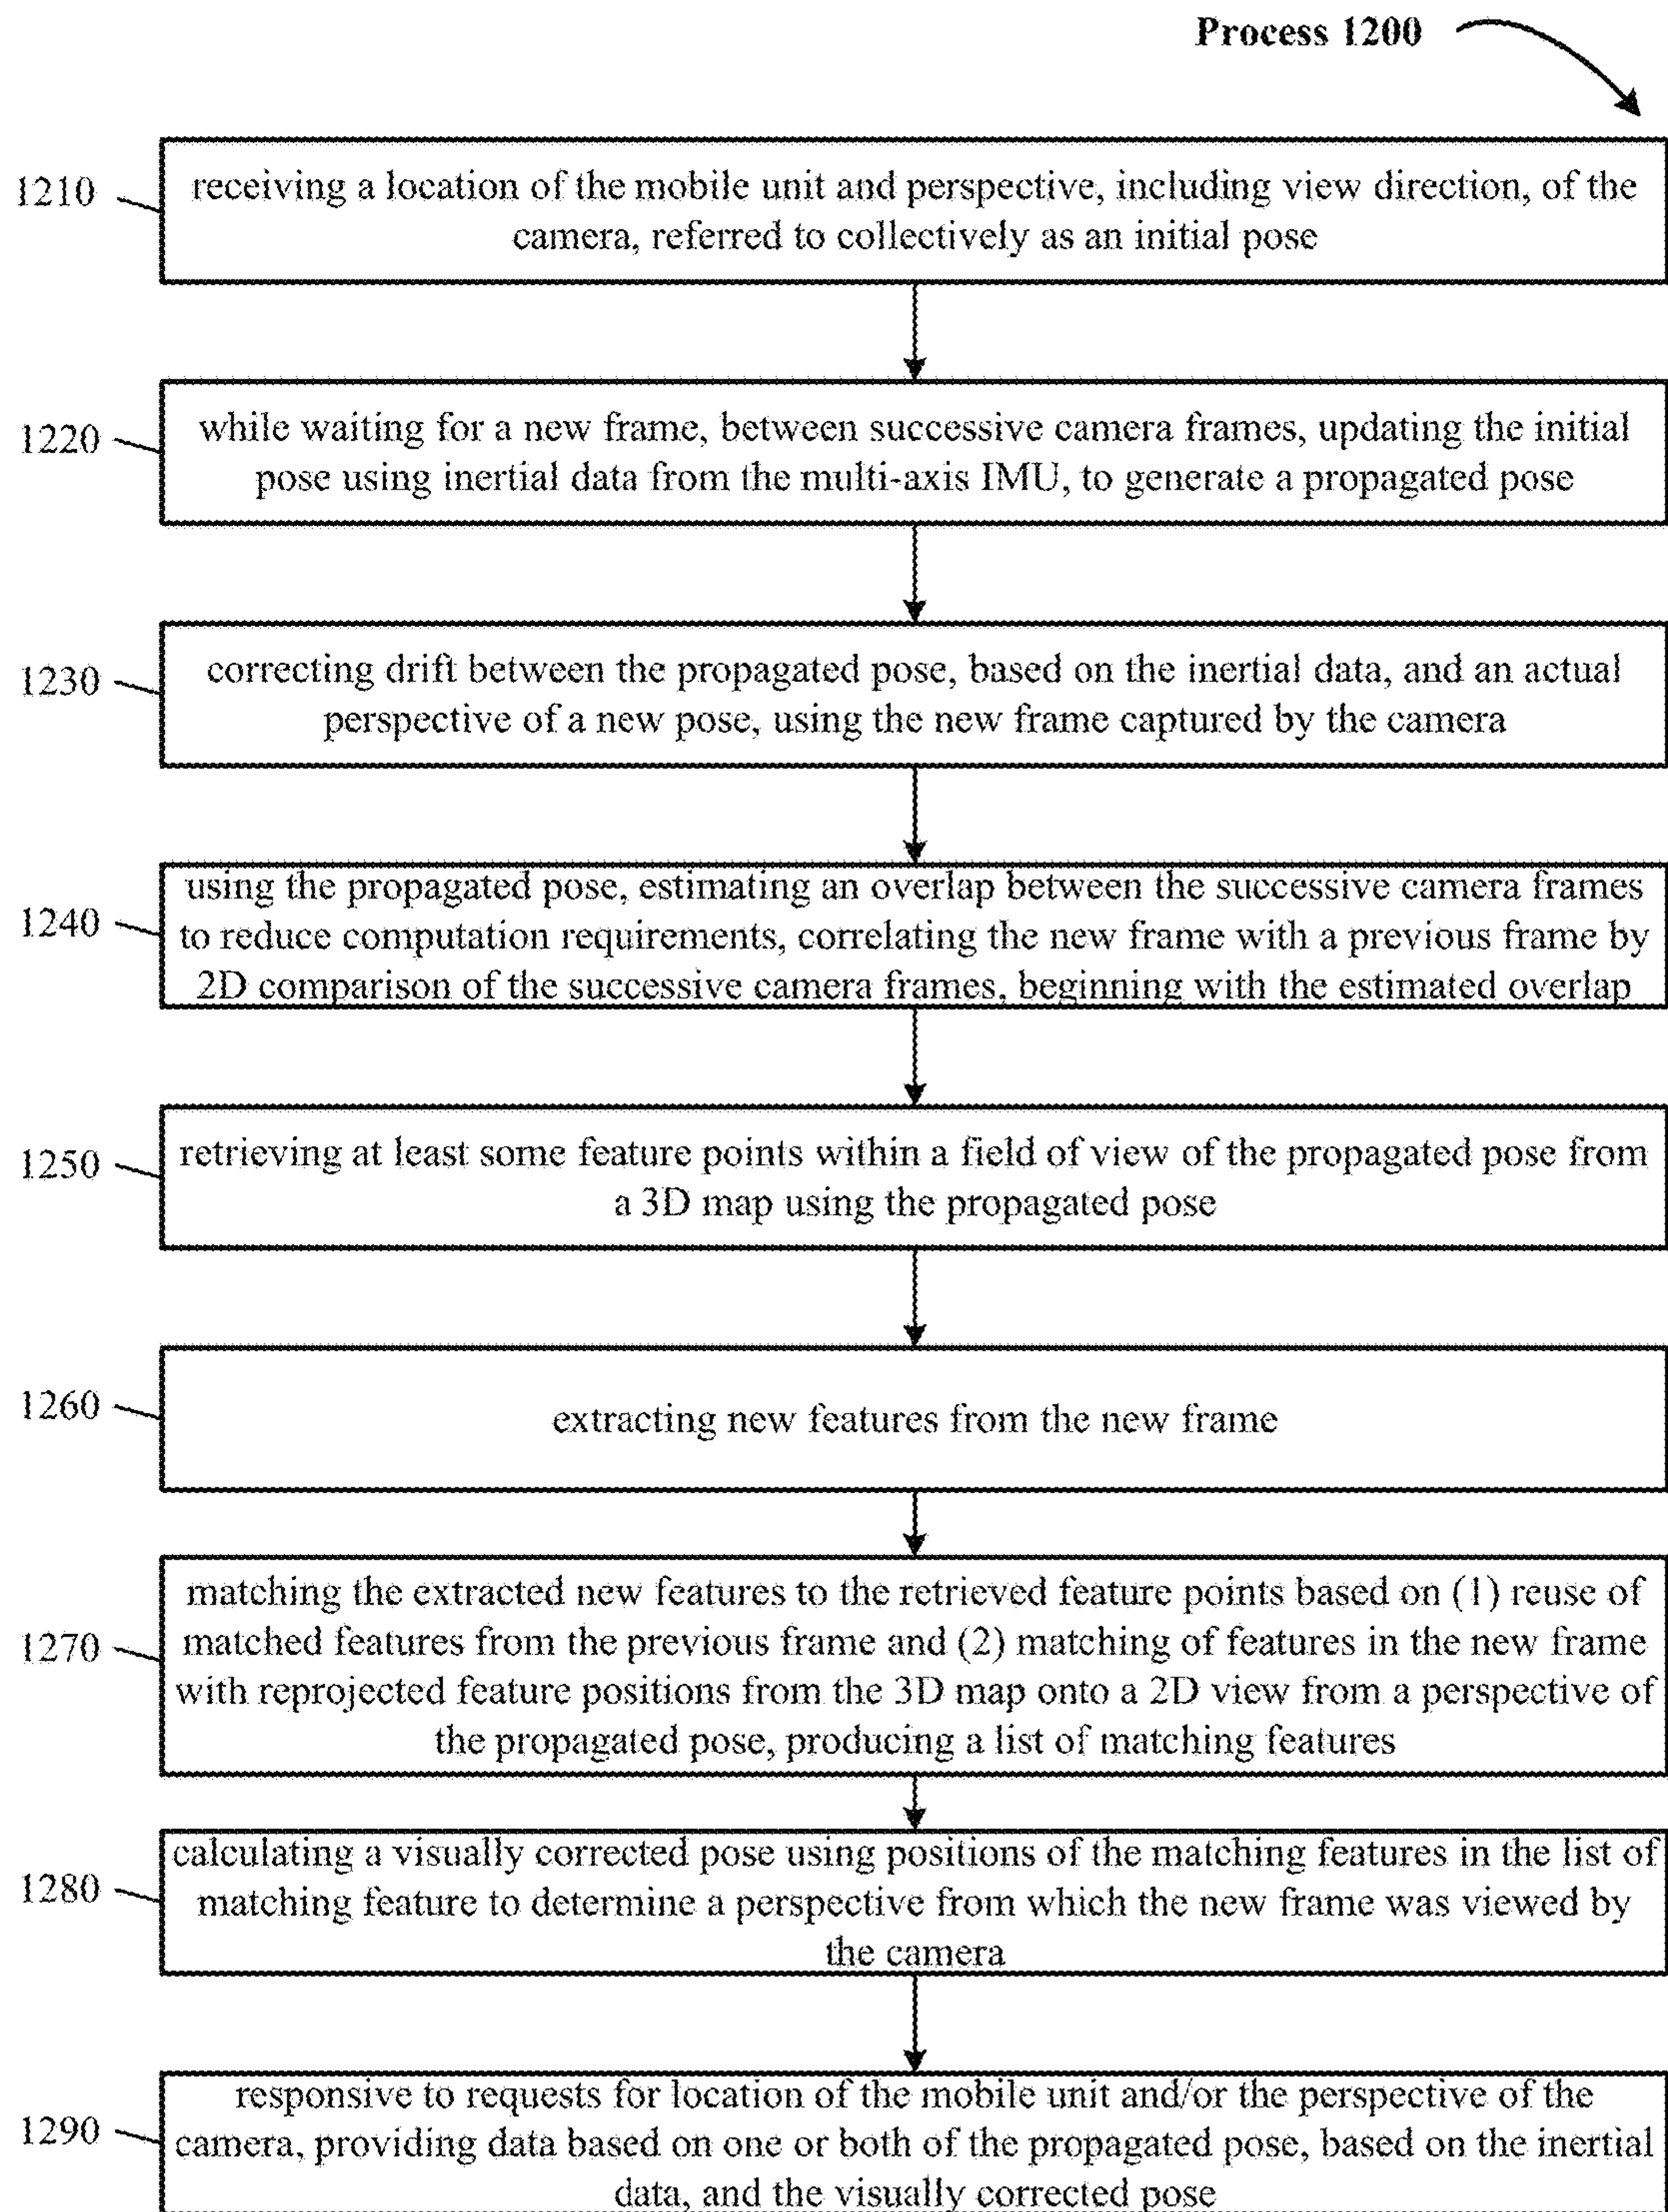 Process 1200
1210
receiving a location of the mobile unit and perspective, including view direction, of the
camera, referred to collectively as an initial pose
1220
while waiting for a new frame, between successive camera frames, updating the initial
pose using inertial data from the multi-axis IMU, to generate a propagated pose
1230
correcting drift between the propagated pose, based on the inertial data, and an actual
perspective of a new pose, using the new frame captured by the camera
1240
using the propagated pose, estimating an overlap between the successive camera frames
to reduce computation requirements, correlating the new frame with a previous frame by
2D comparison of the successive camera frames, beginning with the estimated overlap
1250
retrieving at least some feature points within a field of view of the propagated pose from
a 3D map using the propagated pose
1260
extracting new features from the new frame
1270
matching the extracted new features to the retrieved feature points based on (1) reuse of
matched features from the previous frame and (2) matching of features in the new frame
with reprojected feature positions from the 3D map onto a 2D view from a perspective of
the propagated pose, producing a list of matching features
1280
calculating a visually corrected pose using positions of the matching features in the list of
matching feature to determine a perspective from which the new frame was viewed by
the camera
1290
responsive to requests for location of the mobile unit and/or the perspective of the
camera, providing data based on one or both of the propagated pose, based on the inertial
data, and the visually corrected pose